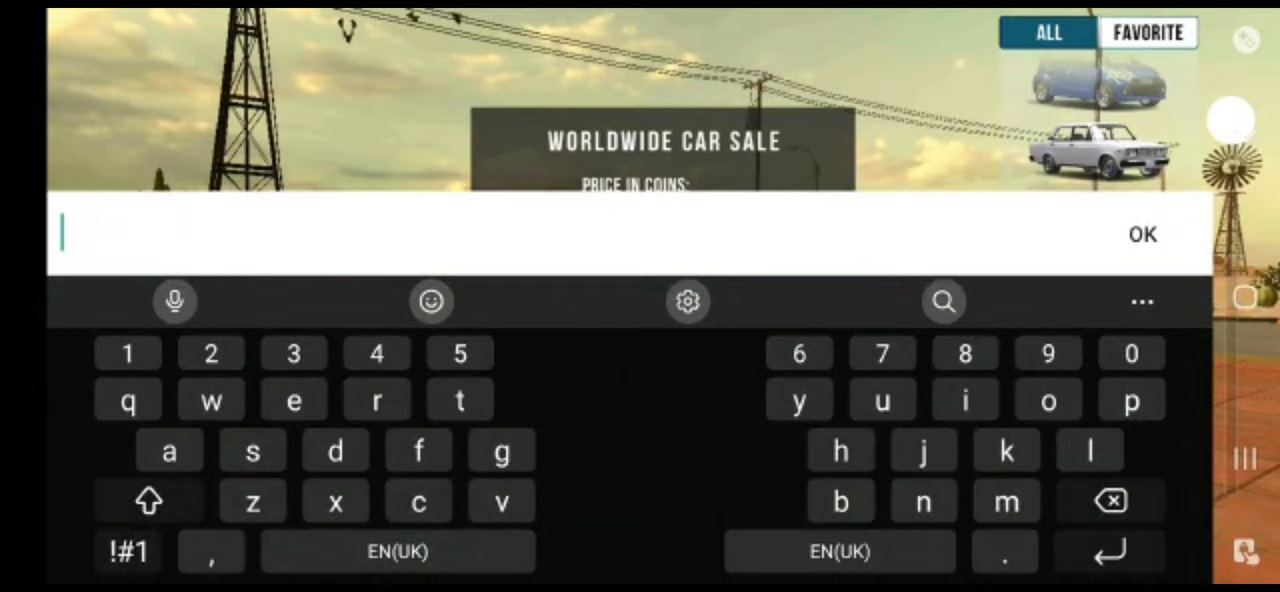 ALL FAVORITE
WORLDWIDE CAR SALE
PRICE IN COINS:
OK
1 2 3 4 5 6 7 8 9 0
q w e r t y u i o p
a s d f g h j k l
z x c v b n m
!#1 , EN(UK) EN(UK) .